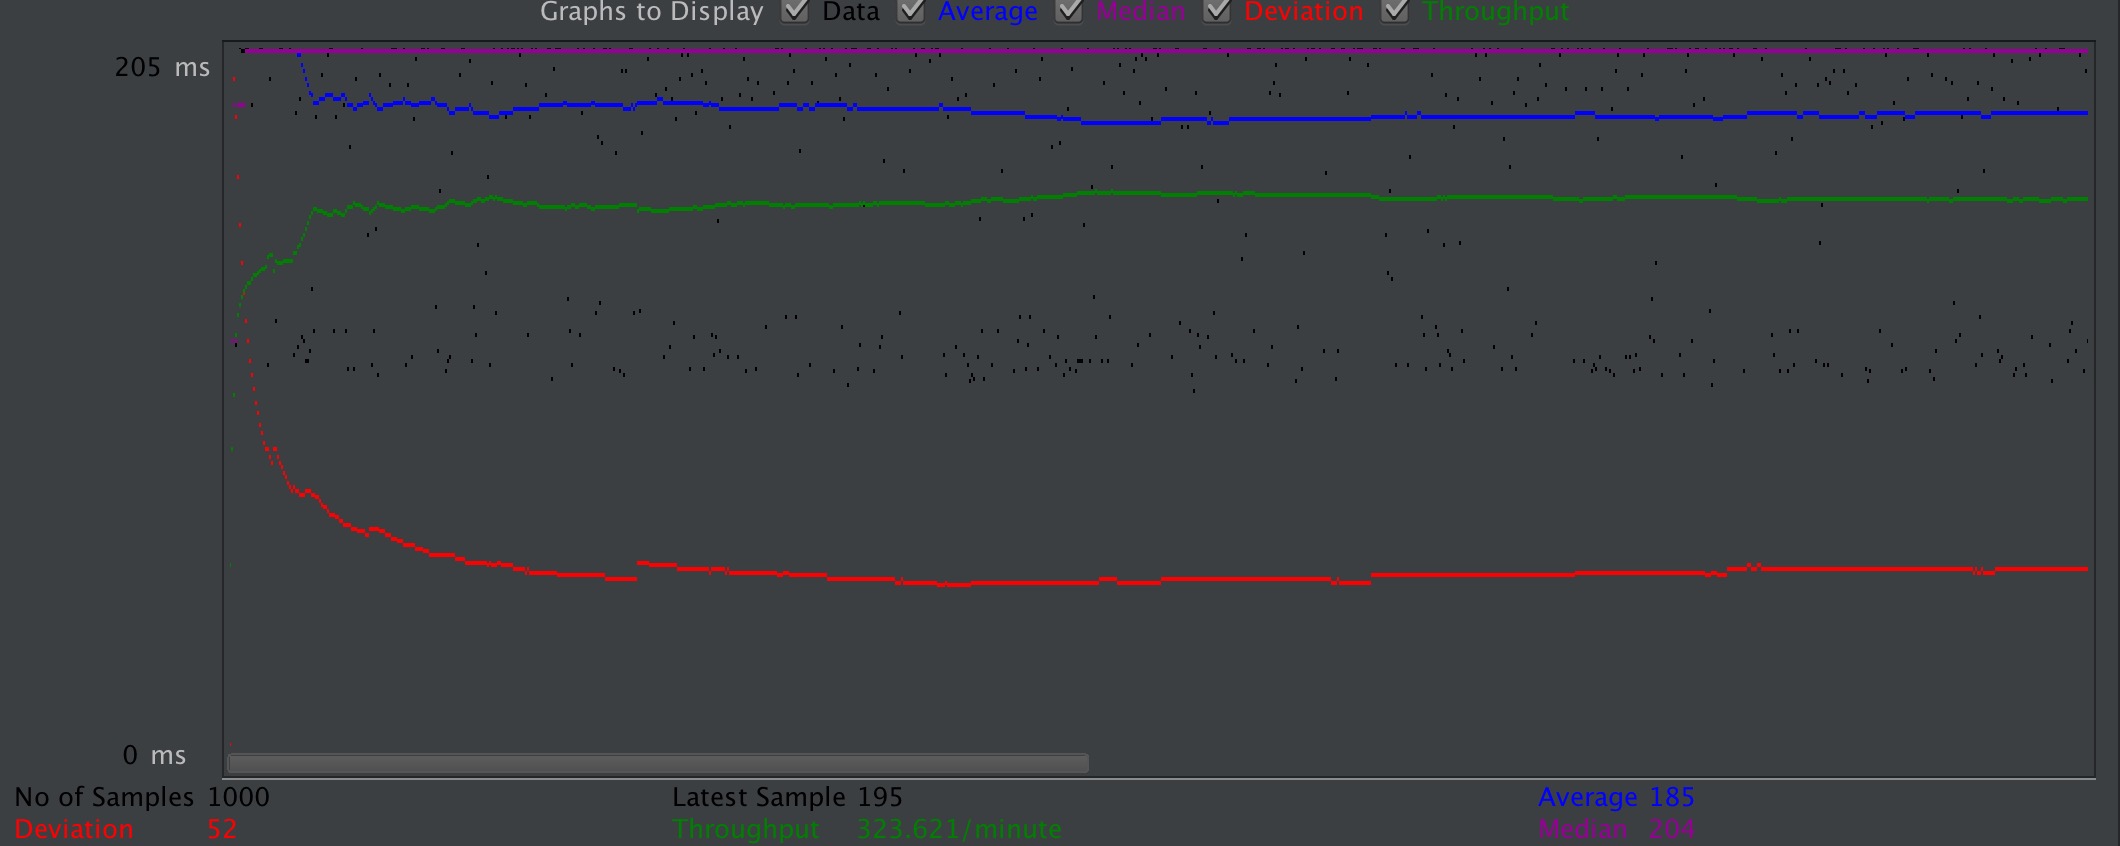 Graphs to Display Data Average Median Deviation Throughput
205 ms
0 ms
No of Samples 1000 Latest Sample 195 Average 185
Deviation 52 Throughput 323.621/minute Median 204